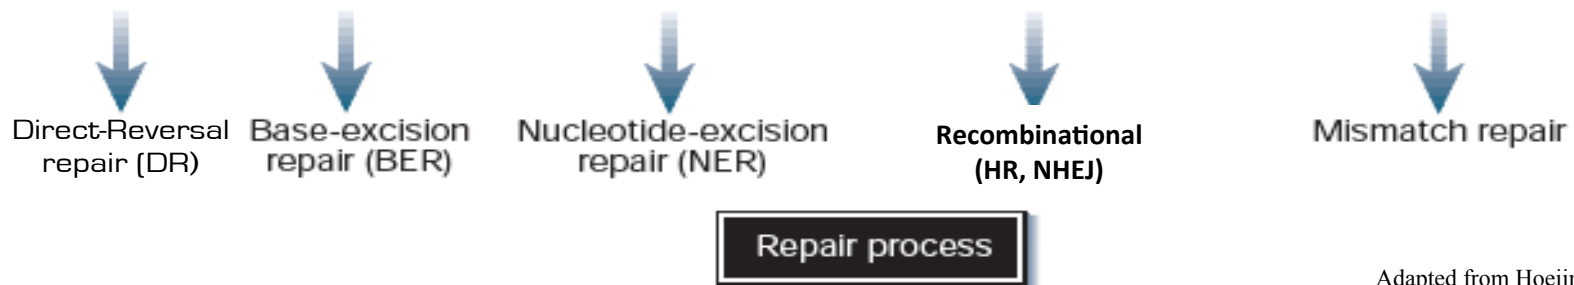 Direct-Reversal
repair (DR)
Base-excision
repair (BER)
Nucleotide-excision
repair (NER)
Recombinational
(HR, NHEJ)
Mismatch repair
Repair process
Adapted from